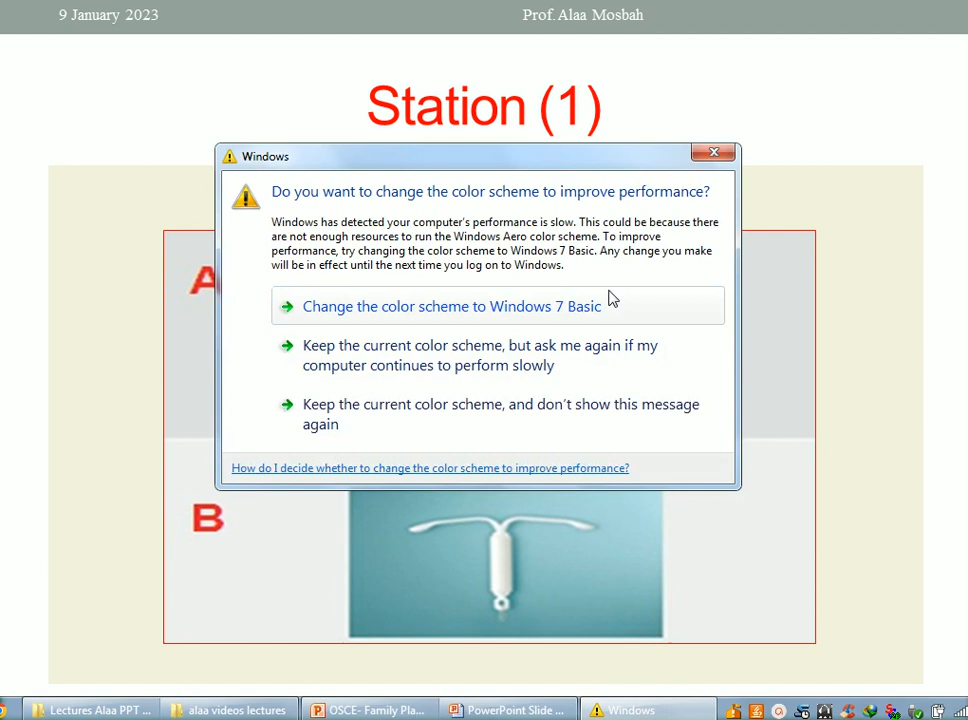 9 January 2023
Prof. Alaa Mosbah
Station (1)
Windows
Do you want to change the color scheme to improve performance?
Windows has detected your computer's performance is slow. This could be because there
are not enough resources to run the Windows Aero color scheme. To improve
performance, try changing the color scheme to Windows 7 Basic. Any change you make
will be in effect until the next time you log on to Windows.
A
Change the color scheme to Windows 7 Basic
Keep the current color scheme, but ask me again if my
computer continues to perform slowly
Keep the current color scheme, and don't show this message
again
How do I decide whether to change the color scheme to improve performance?
B
Lectures Alaa PPT ...
alaa videos lectures
OSCE- Family Pla...
PowerPoint Slide ...
Windows